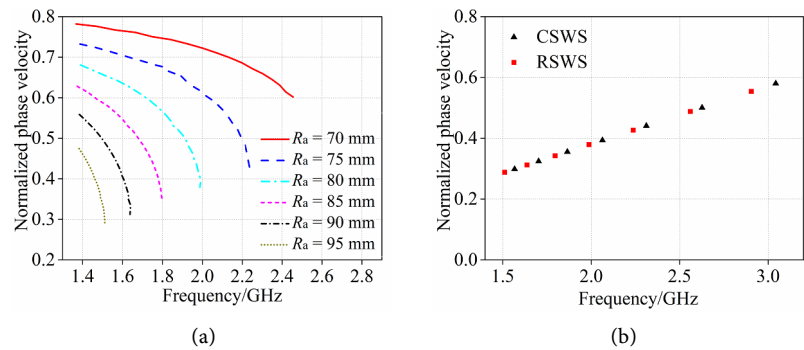 0.8
0.7
0.6
0.5
0.4
0.3
0.2
Normalized phase velocity
Ra = 70 mm
Ra = 75 mm
Ra = 80 mm
Ra = 85 mm
Ra = 90 mm
Ra = 95 mm
1.4 1.6 1.8 2.0 2.2 2.4 2.6 2.8
Frequency/GHz
(a)
0.8
0.6
0.4
0.2
0.0
Normalized phase velocity
CSWS
RSWS
1.5 2.0 2.5 3.0
Frequency/GHz
(b)